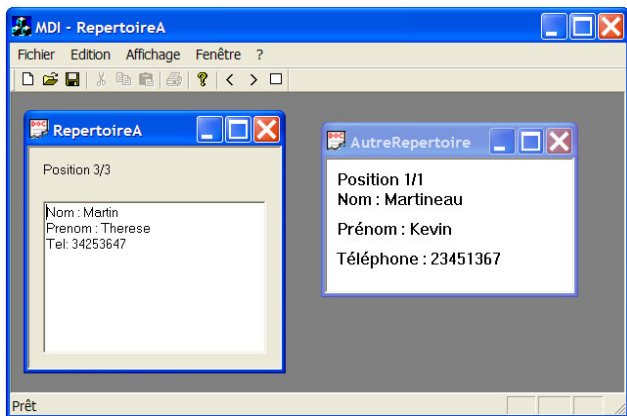 MDI - RepertoireA
Fichier Edition Affichage Fenêtre ?
RepertoireA
Position 3/3
Nom : Martin
Prenom : Therese
Tel: 34253647
AutreRepertoire
Position 1/1
Nom : Martineau
Prénom : Kevin
Téléphone : 23451367
Prêt